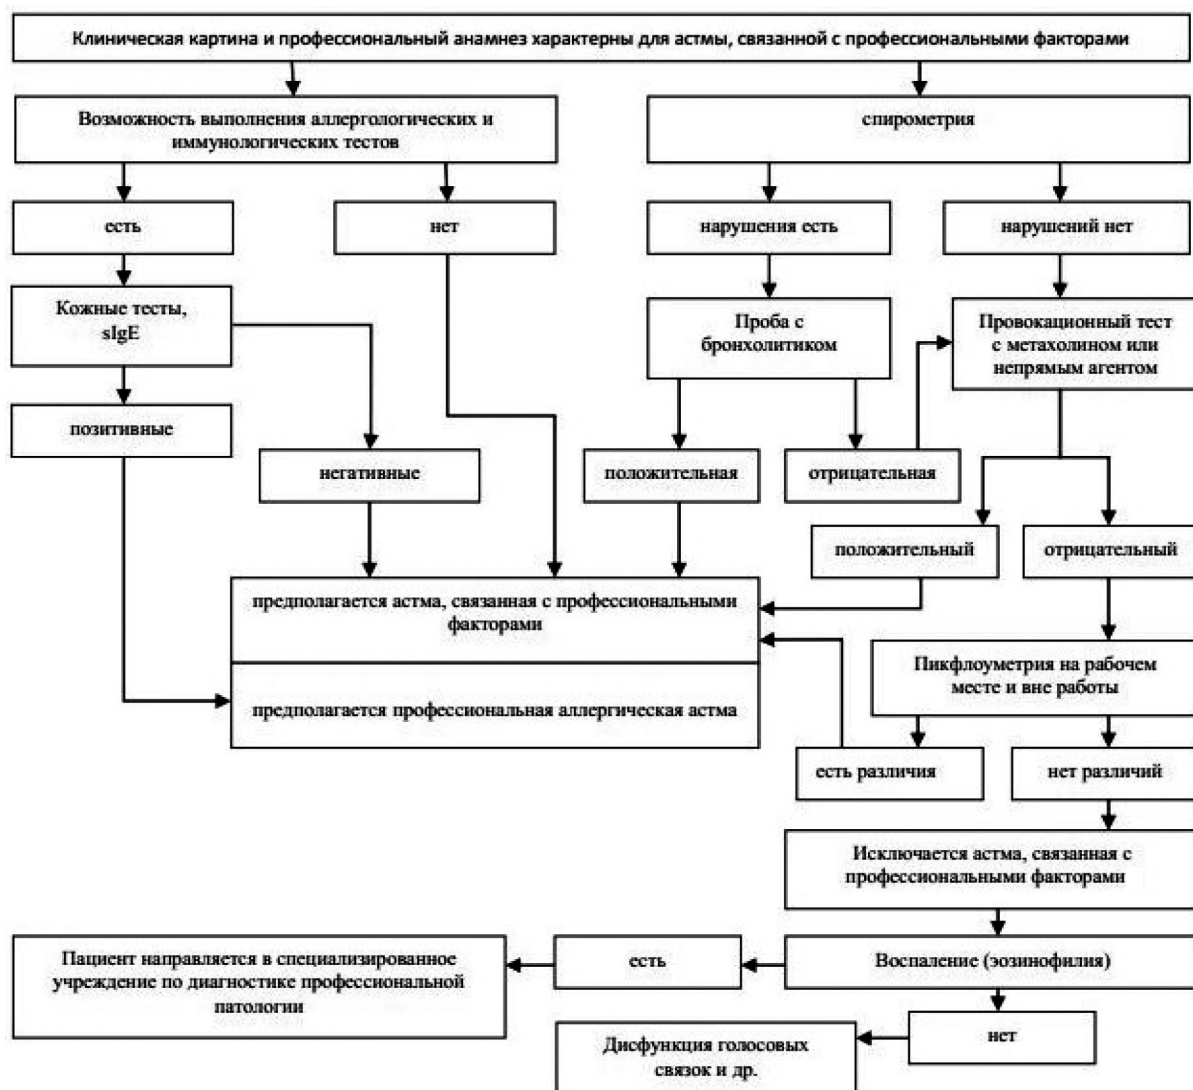 Клиническая картина и профессиональный анамнез характерны для астмы, связанной с профессиональными факторами
Возможность выполнения аллергологических и
иммунологических тестов
спирометрия
есть
нет
нарушения есть
нарушений нет
Кожные тесты,
sIgE
Проба с
бронхолитиком
Провокационный тест
с метахолином или
непрямым агентом
позитивные
негативные
положительная
отрицательная
положительный
отрицательный
предполагается астма, связанная с профессиональными
факторами
предполагается профессиональная аллергическая астма
Пикфлоуметрия на рабочем
месте и вне работы
есть различия
нет различий
Исключается астма, связанная с
профессиональными факторами
Пациент направляется в специализированное
учреждение по диагностике профессиональной
патологии
есть
Воспаление (эозинофилия)
нет
Дисфункция голосовых
связок и др.